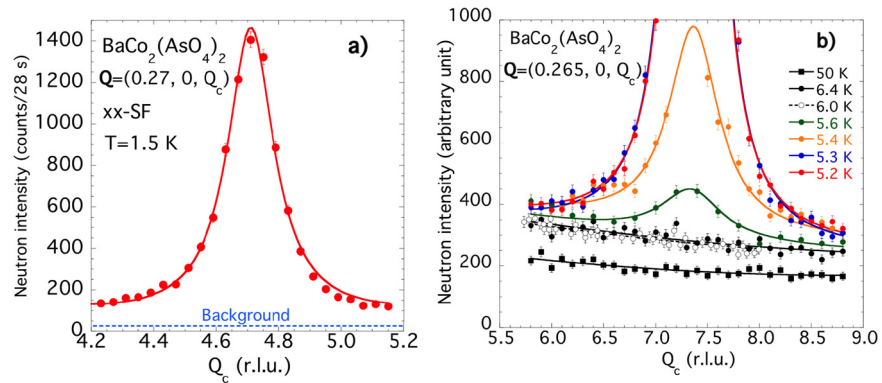 a)
BaCo₂(AsO₄)₂
Q=(0.27, 0, Q_c)
xx-SF
T=1.5 K
Background
Neutron intensity (counts/28 s)
1400
1200
1000
800
600
400
200
0
4.2 4.4 4.6 4.8 5.0 5.2
Q_c (r.l.u.)
b)
BaCo₂(AsO₄)₂
Q=(0.265, 0, Q_c)
50 K
6.4 K
6.0 K
5.6 K
5.4 K
5.3 K
5.2 K
Neutron intensity (arbitrary unit)
1000
800
600
400
200
0
5.5 6.0 6.5 7.0 7.5 8.0 8.5 9.0
Q_c (r.l.u.)